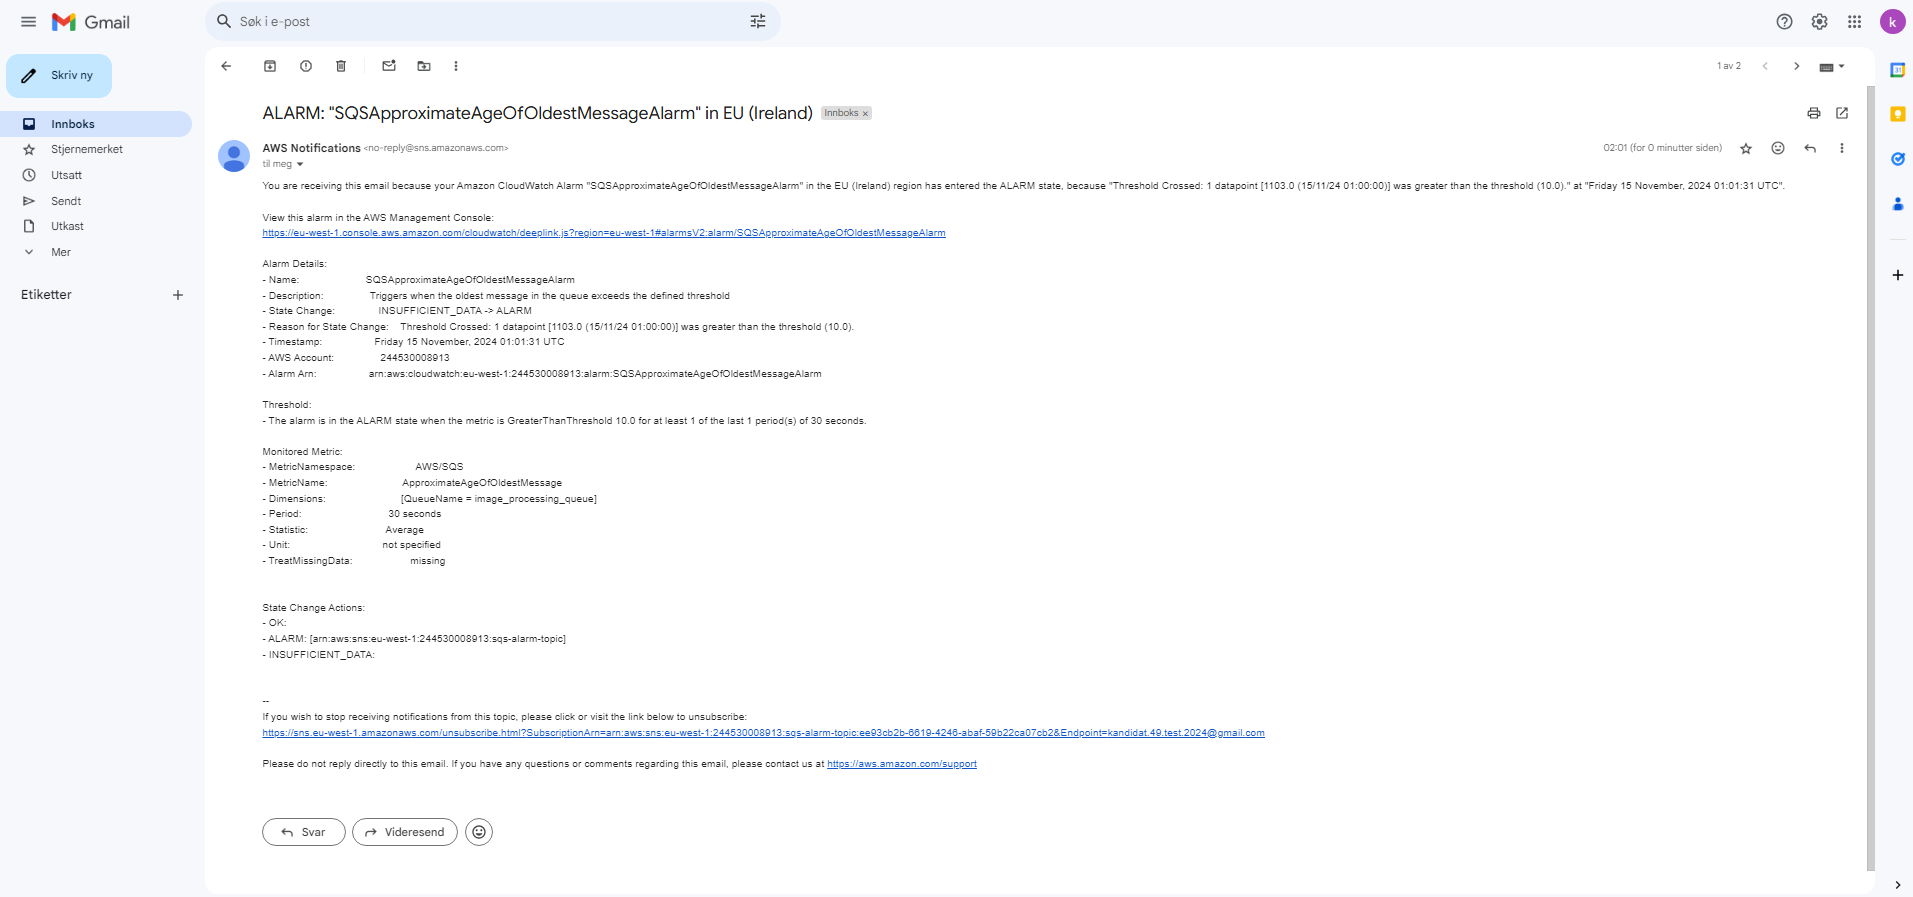 Gmail
Søk i e-post
k
Skriv ny
1 av 2
Innboks
Stjernemerket
Utsatt
Sendt
Utkast
Mer
Etiketter
ALARM: "SQSApproximateAgeOfOldestMessageAlarm" in EU (Ireland) Innboks x
AWS Notifications <no-reply@sns.amazonaws.com> 02:01 (for 0 minutter siden)
til meg
You are receiving this email because your Amazon CloudWatch Alarm "SQSApproximateAgeOfOldestMessageAlarm" in the EU (Ireland) region has entered the ALARM state, because "Threshold Crossed: 1 datapoint [1103.0 (15/11/24 01:00:00)] was greater than the threshold (10.0)." at "Friday 15 November, 2024 01:01:31 UTC".
View this alarm in the AWS Management Console:
https://eu-west-1.console.aws.amazon.com/cloudwatch/deeplink.js?region=eu-west-1#alarmsV2:alarm/SQSApproximateAgeOfOldestMessageAlarm
Alarm Details:
- Name: SQSApproximateAgeOfOldestMessageAlarm
- Description: Triggers when the oldest message in the queue exceeds the defined threshold
- State Change: INSUFFICIENT_DATA -> ALARM
- Reason for State Change: Threshold Crossed: 1 datapoint [1103.0 (15/11/24 01:00:00)] was greater than the threshold (10.0).
- Timestamp: Friday 15 November, 2024 01:01:31 UTC
- AWS Account: 244530008913
- Alarm Arn: arn:aws:cloudwatch:eu-west-1:244530008913:alarm:SQSApproximateAgeOfOldestMessageAlarm
Threshold:
- The alarm is in the ALARM state when the metric is GreaterThanThreshold 10.0 for at least 1 of the last 1 period(s) of 30 seconds.
Monitored Metric:
- MetricNamespace: AWS/SQS
- MetricName: ApproximateAgeOfOldestMessage
- Dimensions: [QueueName = image_processing_queue]
- Period: 30 seconds
- Statistic: Average
- Unit: not specified
- TreatMissingData: missing
State Change Actions:
- OK:
- ALARM: [arn:aws:sns:eu-west-1:244530008913:sqs-alarm-topic]
- INSUFFICIENT_DATA:
--
If you wish to stop receiving notifications from this topic, please click or visit the link below to unsubscribe:
https://sns.eu-west-1.amazonaws.com/unsubscribe.html?SubscriptionArn=arn:aws:sns:eu-west-1:244530008913:sqs-alarm-topic:ee93cb2b-6619-4246-abaf-59b22ca07cb2&Endpoint=kandidat.49.test.2024@gmail.com
Please do not reply directly to this email. If you have any questions or comments regarding this email, please contact us at https://aws.amazon.com/support
Svar
Videresend